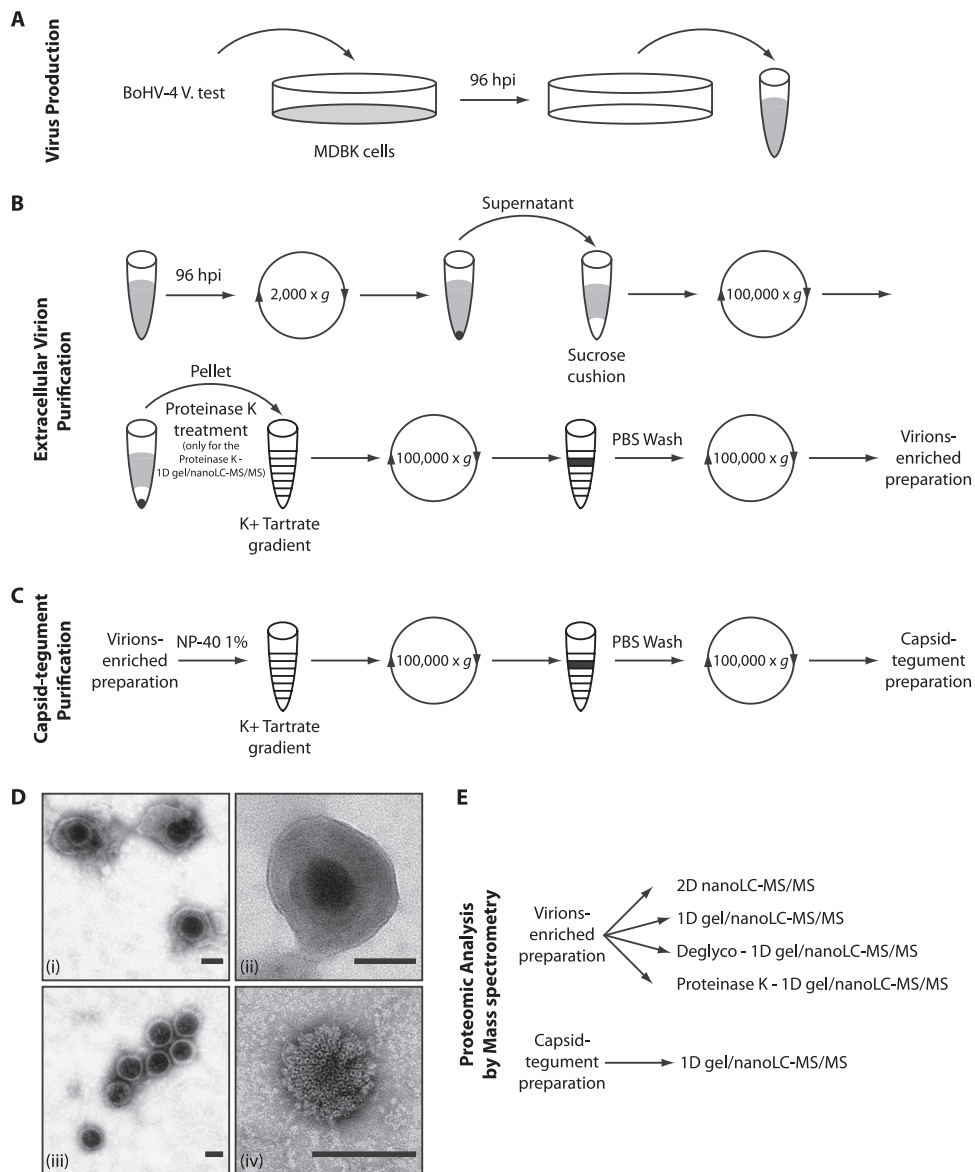 A
Virus Production
BoHV-4 V. test
MDBK cells
96 hpi
B
Extracellular Virion
Purification
96 hpi
2,000 x g
Supernatant
Sucrose
cushion
100,000 x g
Pellet
Proteinase K
treatment
(only for the
Proteinase K -
1D gel/nanoLC-MS/MS)
K+ Tartrate
gradient
100,000 x g
PBS Wash
100,000 x g
Virions-
enriched
preparation
C
Capsid-tegument
Purification
Virions-
enriched
preparation
NP-40 1%
K+ Tartrate
gradient
100,000 x g
PBS Wash
100,000 x g
Capsid-
tegument
preparation
D
(i)
(ii)
(iii)
(iv)
E
Proteomic Analysis
by Mass spectrometry
Virions-
enriched
preparation
2D nanoLC-MS/MS
1D gel/nanoLC-MS/MS
Deglyco - 1D gel/nanoLC-MS/MS
Proteinase K - 1D gel/nanoLC-MS/MS
Capsid-
tegument
preparation
1D gel/nanoLC-MS/MS